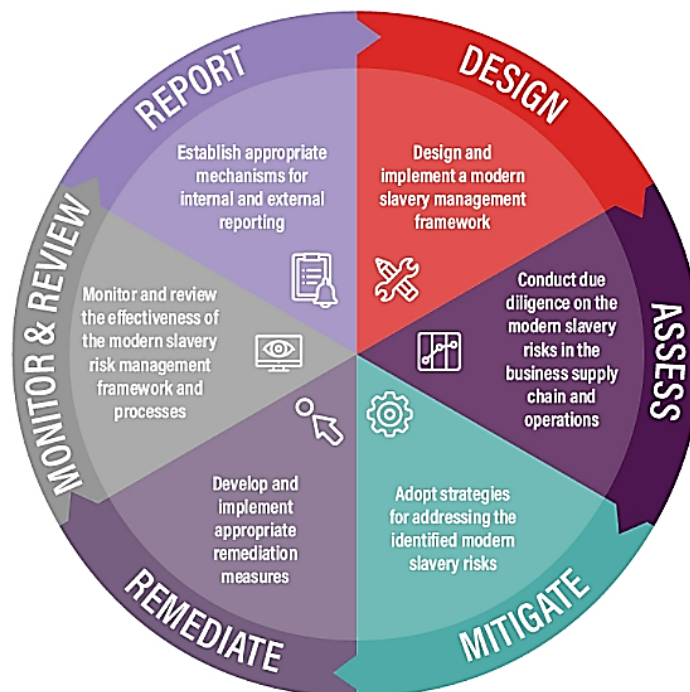 DESIGN
Design and
implement a modern
slavery management
framework
ASSESS
Conduct due
diligence on the
modern slavery
risks in the
business supply
chain and
operations
MITIGATE
Adopt strategies
for addressing the
identified modern
slavery risks
REMEDIATE
Develop and
implement
appropriate
remediation
measures
MONITOR & REVIEW
Monitor and review
the effectiveness of
the modern slavery
risk management
framework and
processes
REPORT
Establish appropriate
mechanisms for
internal and external
reporting